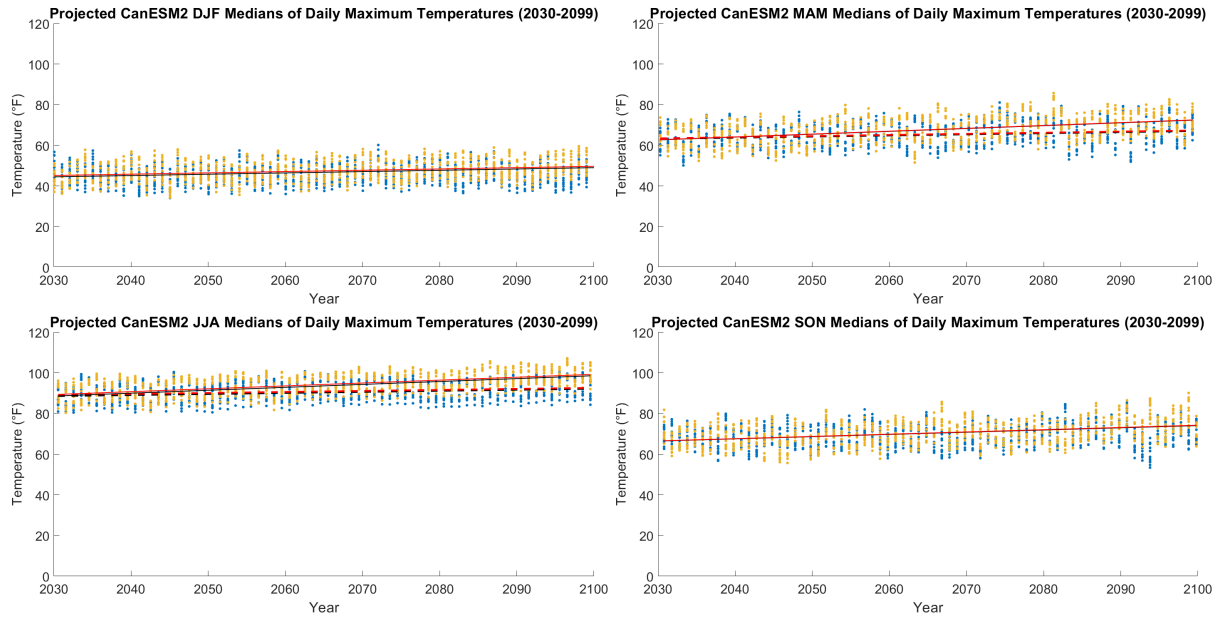 Projected CanESM2 DJF Medians of Daily Maximum Temperatures (2030-2099)
120
100
80
60
40
20
0
Temperature (°F)
2030 2040 2050 2060 2070 2080 2090 2100
Year
Projected CanESM2 MAM Medians of Daily Maximum Temperatures (2030-2099)
120
100
80
60
40
20
0
Temperature (°F)
2030 2040 2050 2060 2070 2080 2090 2100
Year
Projected CanESM2 JJA Medians of Daily Maximum Temperatures (2030-2099)
120
100
80
60
40
20
0
Temperature (°F)
2030 2040 2050 2060 2070 2080 2090 2100
Year
Projected CanESM2 SON Medians of Daily Maximum Temperatures (2030-2099)
120
100
80
60
40
20
0
Temperature (°F)
2030 2040 2050 2060 2070 2080 2090 2100
Year